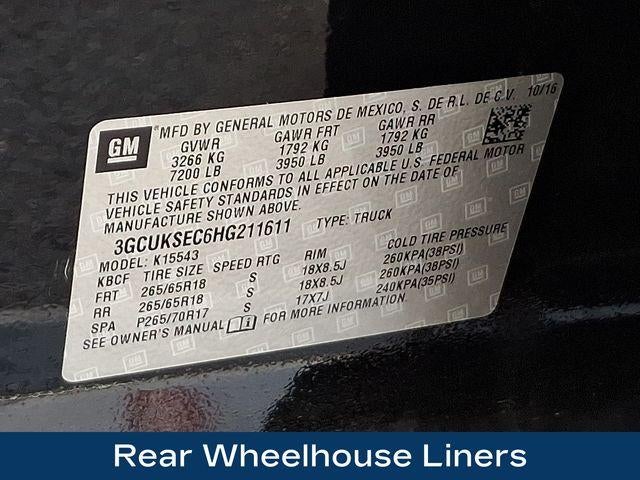 GM
MFD BY GENERAL MOTORS DE MEXICO, S. DE R.L. DE C.V. 10/16
GVWR GAWR FRT GAWR RR
3266 KG 1792 KG 1792 KG
7200 LB 3950 LB 3950 LB
THIS VEHICLE CONFORMS TO ALL APPLICABLE U.S. FEDERAL MOTOR
VEHICLE SAFETY STANDARDS IN EFFECT ON THE DATE OF
MANUFACTURE SHOWN ABOVE.
3GCUKSEC6HG211611 TYPE: TRUCK
MODEL: K15543
KBCF TIRE SIZE SPEED RTG RIM COLD TIRE PRESSURE
FRT 265/65R18 S 18X8.5J 260KPA(38PSI)
RR 265/65R18 S 18X8.5J 260KPA(38PSI)
SPA P265/70R17 S 17X7J 240KPA(35PSI)
SEE OWNER'S MANUAL FOR MORE INFORMATION.
Rear Wheelhouse Liners